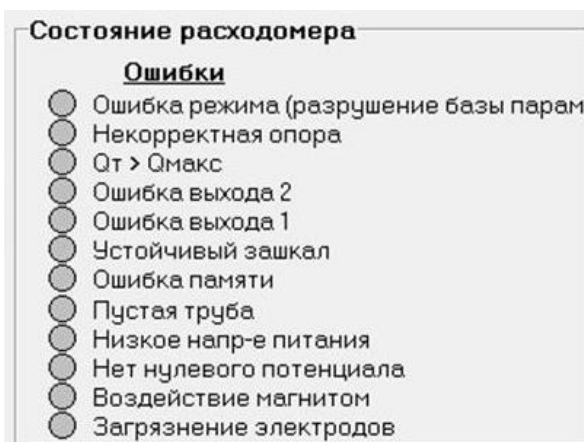 Состояние расходомера
Ошибки
Ошибка режима (разрушение базы парам
Некорректная опора
Qт > Qмакс
Ошибка выхода 2
Ошибка выхода 1
Устойчивый зашкал
Ошибка памяти
Пустая труба
Низкое напр-е питания
Нет нулевого потенциала
Воздействие магнитом
Загрязнение электродов